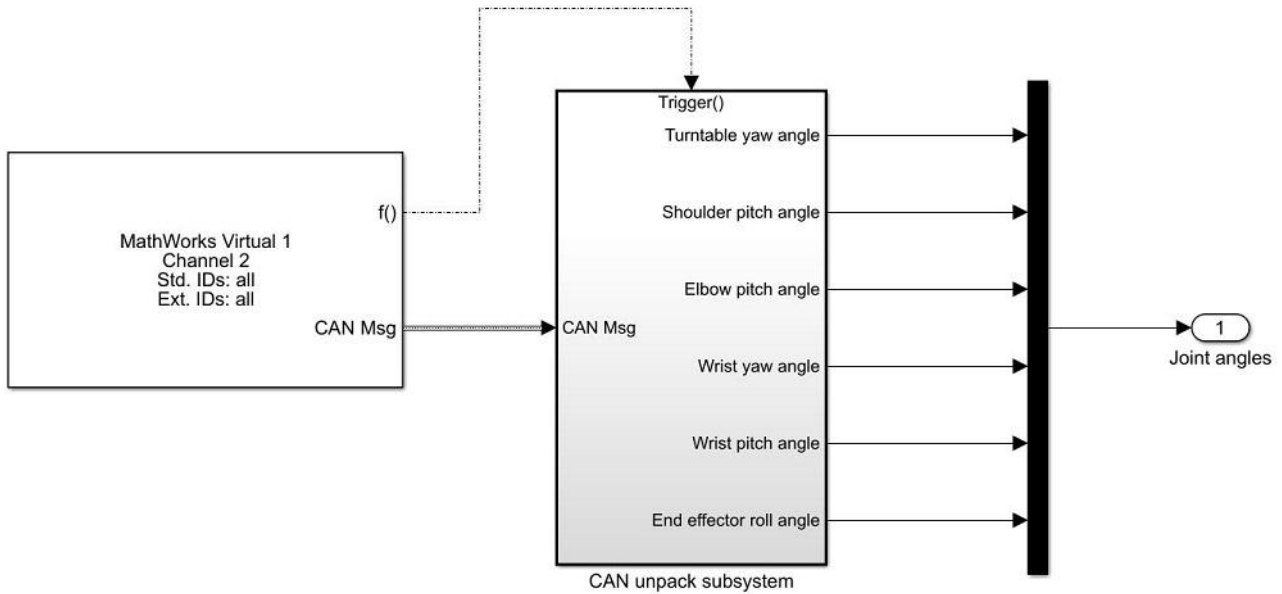 f()
MathWorks Virtual 1
Channel 2
Std. IDs: all
Ext. IDs: all
CAN Msg
Trigger()
Turntable yaw angle
Shoulder pitch angle
Elbow pitch angle
CAN Msg
Wrist yaw angle
Wrist pitch angle
End effector roll angle
CAN unpack subsystem
1
Joint angles